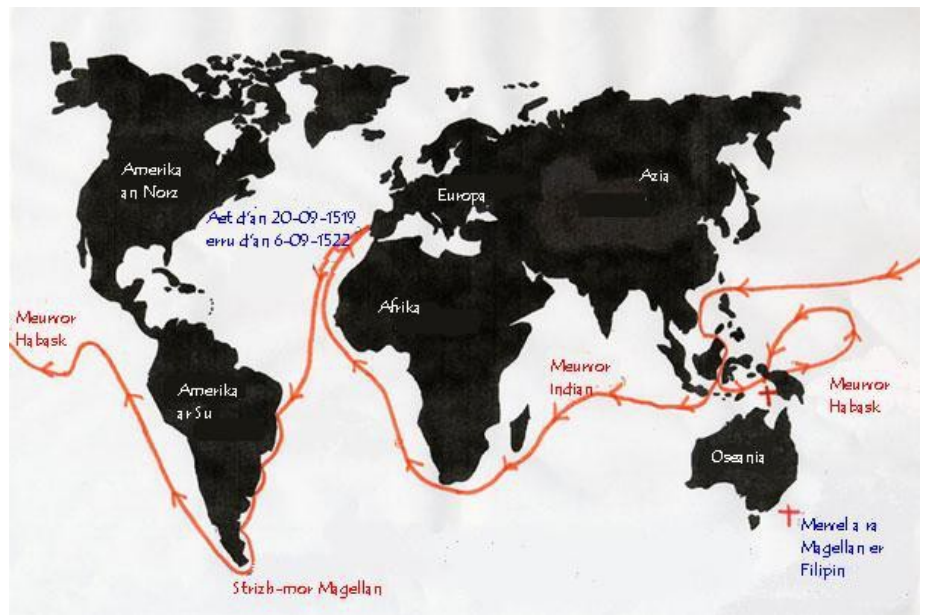 Amerika
an Norz
Europa
Azia
Aet d'an 20-09-1519
erru d'an 6-09-1522
Afrika
Meurvor
Habask
Amerika
ar Su
Meurvor
Indian
Meurvor
Habask
Oseania
Mervel a ra
Magellan er
Filipin
Strizh-mor Magellan